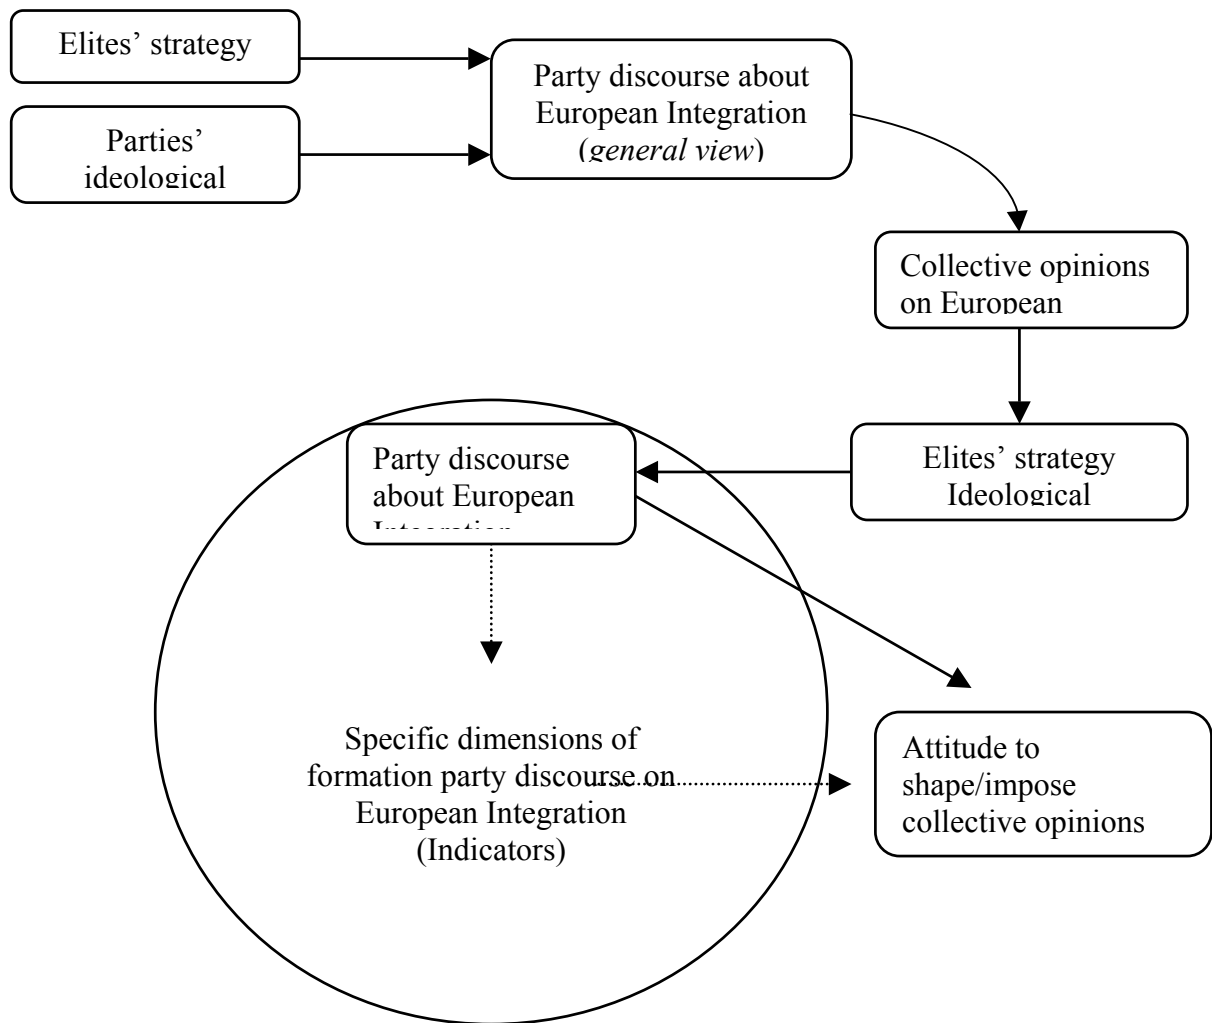 Elites’ strategy
Parties’
ideological
Party discourse about
European Integration
(general view)
Collective opinions
on European
Elites’ strategy
Ideological
Party discourse
about European
Integration
Specific dimensions of
formation party discourse on
European Integration
(Indicators)
Attitude to
shape/impose
collective opinions